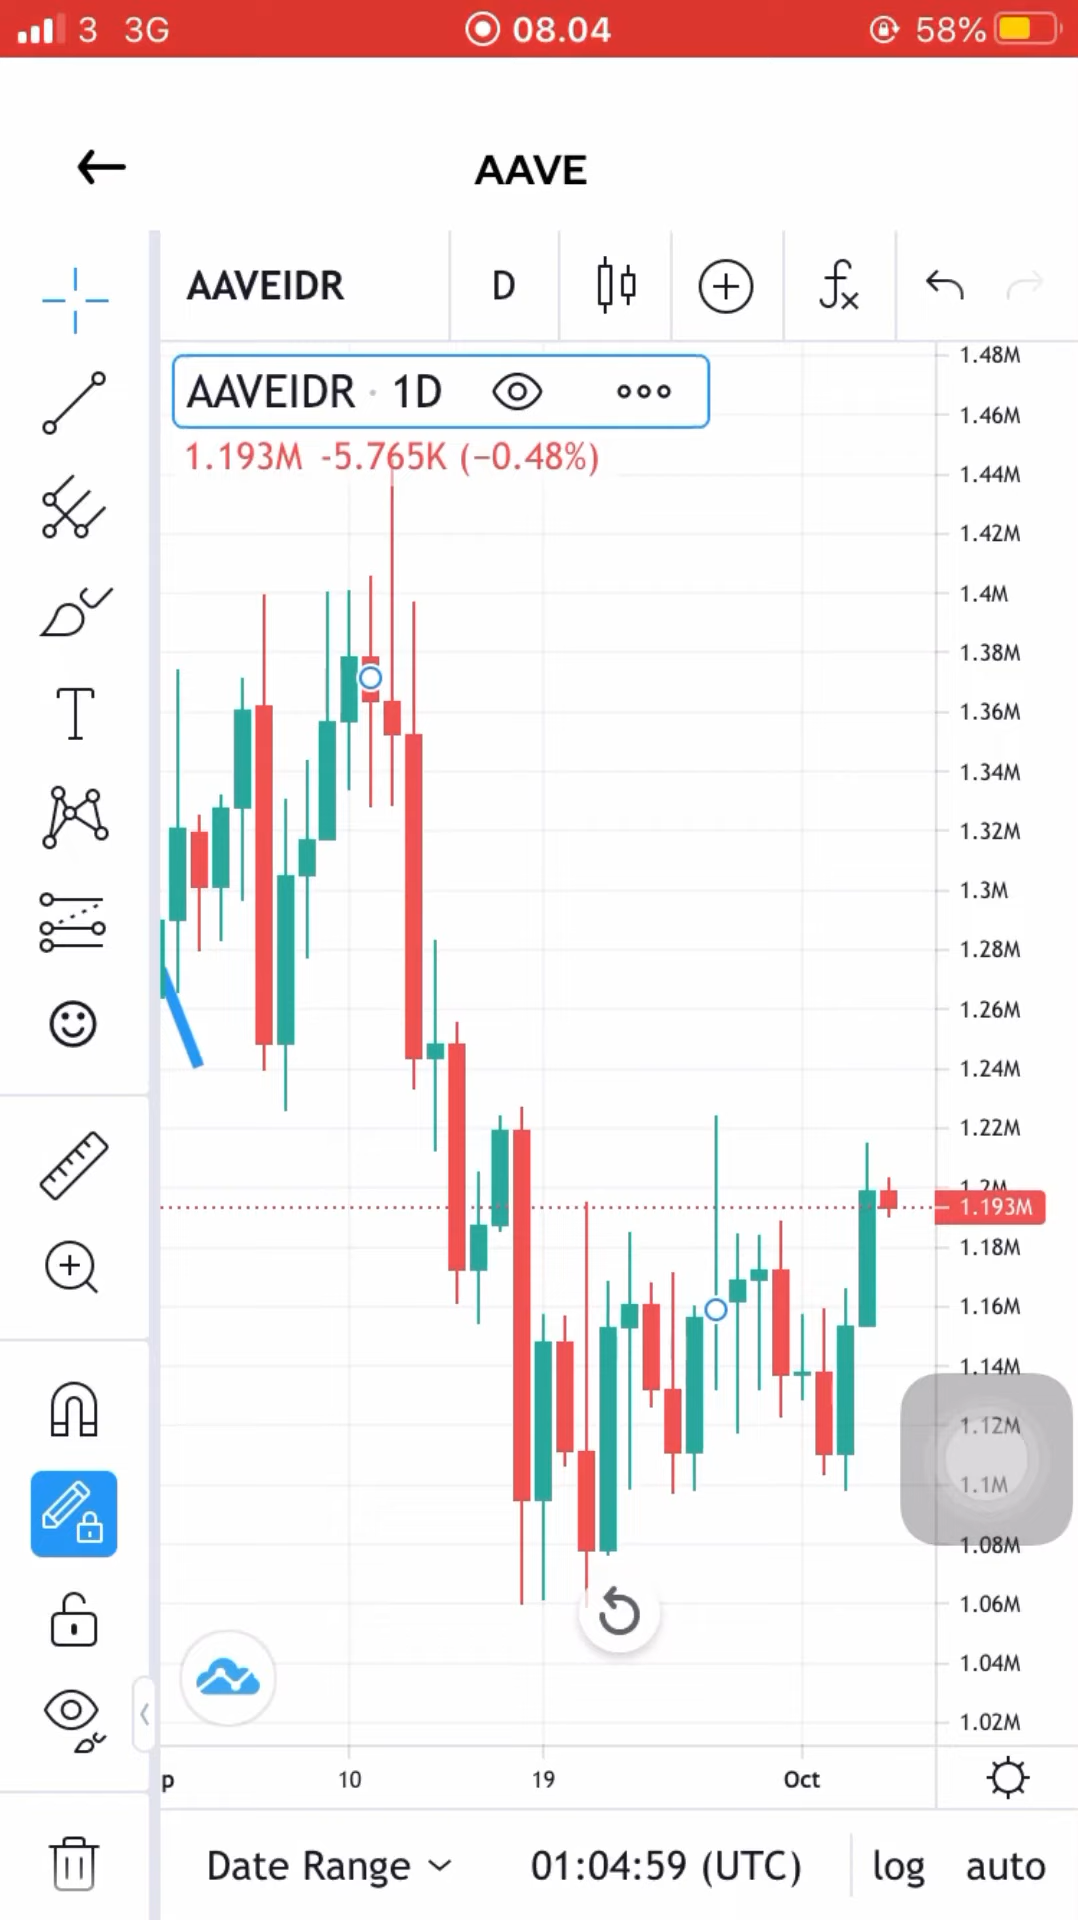 3 3G 08.04 58%
AAVE
AAVEIDR D
AAVEIDR · 1D
1.193M -5.765K (−0.48%)
1.48M
1.46M
1.44M
1.42M
1.4M
1.38M
1.36M
1.34M
1.32M
1.3M
1.28M
1.26M
1.24M
1.22M
1.2M
1.193M
1.18M
1.16M
1.14M
1.12M
1.1M
1.08M
1.06M
1.04M
1.02M
p 10 19 Oct
Date Range 01:04:59 (UTC) log auto